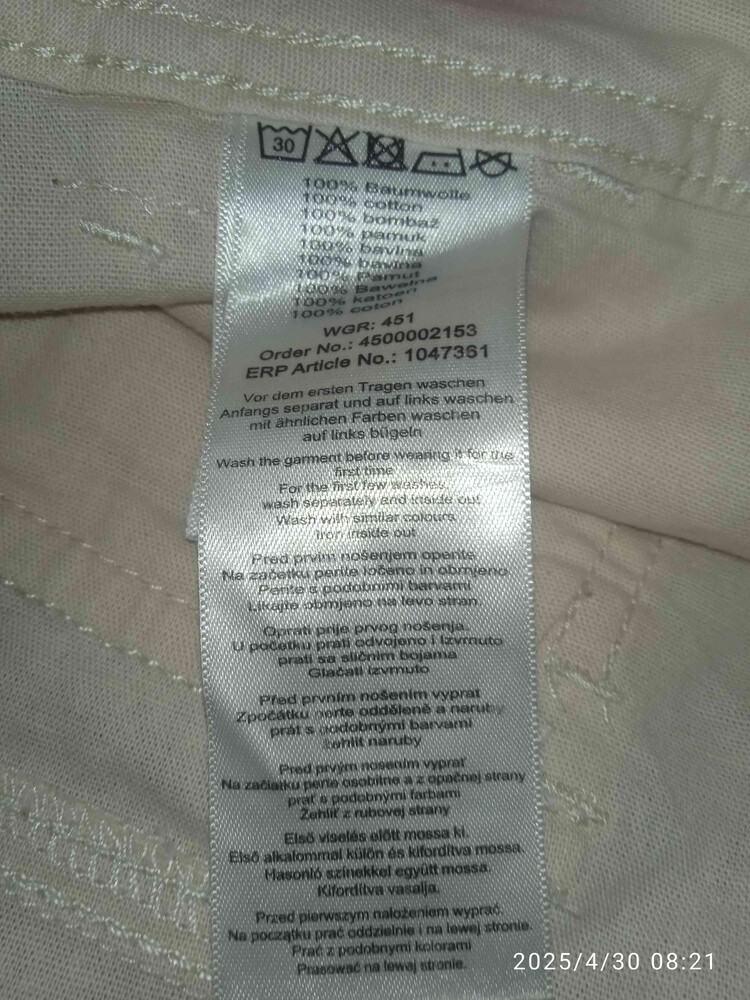 30
100% Baumwolle
100% cotton
100% bombaž
100% pamuk
100% bavlna
100% bavlna
100% Pamut
100% Bawełna
100% katoen
100% coton
WGR: 451
Order No.: 4500002153
ERP Article No.: 1047361
Vor dem ersten Tragen waschen
Anfangs separat und auf links waschen
mit ähnlichen Farben waschen
auf links bügeln
Wash the garment before wearing it for the
first time
For the first few washes,
wash separately and inside out
Wash with similar colours
Iron inside out
Pred prvim nošenjem operite
Na začetku perite ločeno in obrnjeno
Perite s podobnimi barvami
Likajte obrnjeno na levo stran.
Oprati prije prvog nošenja.
U početku prati odvojeno i izvrnuto
prati sa sličnim bojama
Glačati izvrnuto
Před prvním nošením vyprat
Zpočátku perte odděleně a naruby
prát s podobnými barvami
žehlit naruby
Pred prvým nosením vyprať
Na začiatku perte osobitne a z opačnej strany
prať s podobnými farbami
Žehliť z rubovej strany
Első viselés előtt mossa ki.
Első alkalommal külön és kifordítva mossa.
Hasonló színekkel együtt mossa.
Kifordítva vasalja.
Przed pierwszym nałożeniem wyprać.
Na początku prać oddzielnie i na lewej stronie.
Prać z podobnymi kolorami
Prasować na lewej stronie.
2025/4/30 08:21